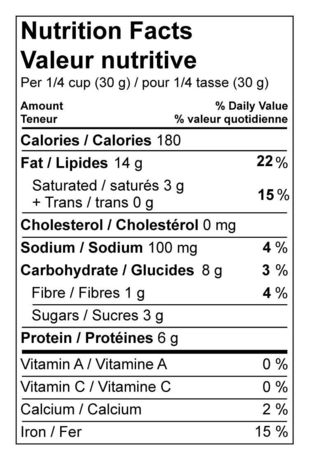 Nutrition Facts
Valeur nutritive
Per 1/4 cup (30 g) / pour 1/4 tasse (30 g)
Amount % Daily Value
Teneur % valeur quotidienne
Calories / Calories 180
Fat / Lipides 14 g 22 %
Saturated / saturés 3 g
+ Trans / trans 0 g 15 %
Cholesterol / Cholestérol 0 mg
Sodium / Sodium 100 mg 4 %
Carbohydrate / Glucides 8 g 3 %
Fibre / Fibres 1 g 4 %
Sugars / Sucres 3 g
Protein / Protéines 6 g
Vitamin A / Vitamine A 0 %
Vitamin C / Vitamine C 0 %
Calcium / Calcium 2 %
Iron / Fer 15 %